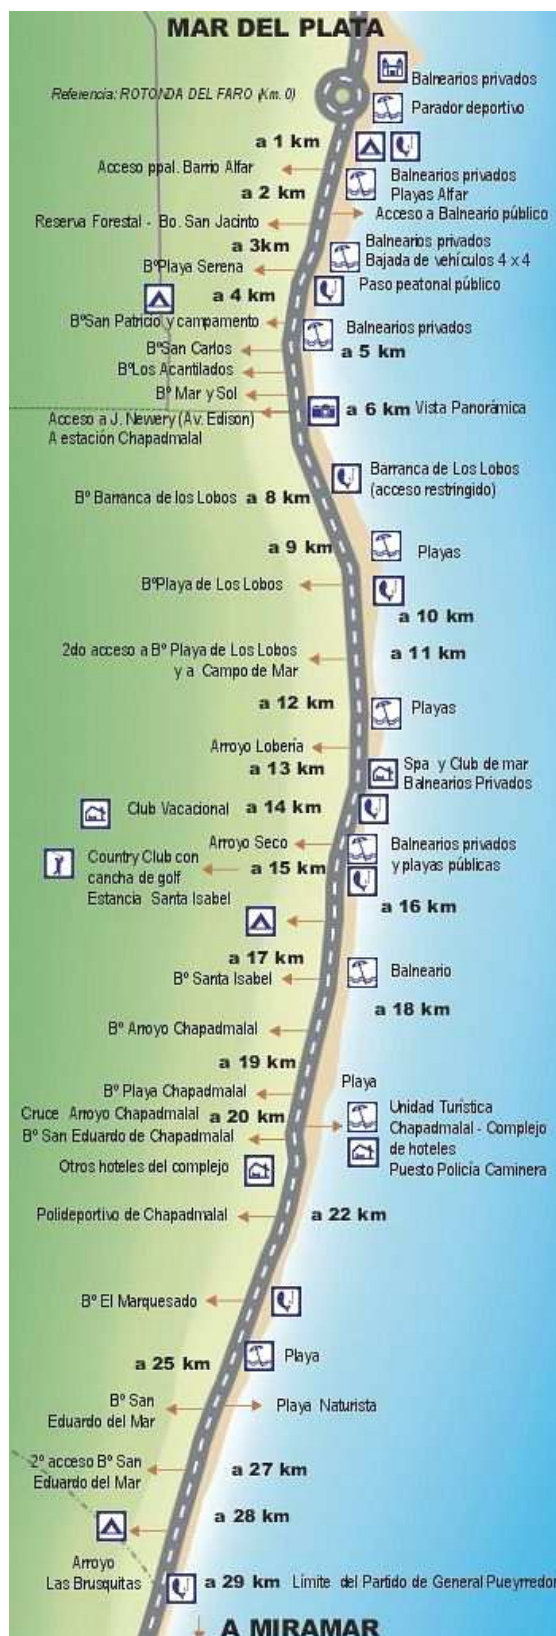 MAR DEL PLATA
Balnearios privados
Referencia: ROTONDA DEL FARO (Km. 0)
Parador deportivo
a 1 km
Acceso ppal. Barrio Alfar
Balnearios privados
Playas Alfar
a 2 km
Acceso a Balneario público
Reserva Forestal - Bo. San Jacinto
a 3km
Balnearios privados
Bajada de vehículos 4 x 4
BºPlaya Serena
Paso peatonal público
a 4 km
BºSan Patricio y campamento
Balnearios privados
BºSan Carlos
a 5 km
BºLos Acantilados
Bº Mar y Sol
a 6 km Vista Panorámica
Acceso a J. Newery (Av. Edison)
A estación Chapadmalal
Barranca de Los Lobos
(acceso restringido)
Bº Barranca de los Lobos a 8 km
a 9 km
Playas
BºPlaya de Los Lobos
a 10 km
2do acceso a Bº Playa de Los Lobos
y a Campo de Mar
a 11 km
a 12 km
Playas
Arroyo Lobería
a 13 km
Spa y Club de mar
Balnearios Privados
Club Vacacional a 14 km
Arroyo Seco
Balnearios privados
y playas públicas
Country Club con
cancha de golf
Estancia Santa Isabel
a 15 km
a 16 km
a 17 km
Bº Santa Isabel
Balneario
a 18 km
Bº Arroyo Chapadmalal
a 19 km
Playa
Bº Playa Chapadmalal
Cruce Arroyo Chapadmalal a 20 km
Bº San Eduardo de Chapadmalal
Unidad Turística
Chapadmalal - Complejo
de hoteles
Puesto Policía Caminera
Otros hoteles del complejo
Polideportivo de Chapadmalal
a 22 km
Bº El Marquesado
a 25 km
Playa
Bº San
Eduardo del Mar
Playa Naturista
2º acceso Bº San
Eduardo del Mar
a 27 km
a 28 km
Arroyo
Las Brusquitas
a 29 km Límite del Partido de General Pueyrredon
A MIRAMAR